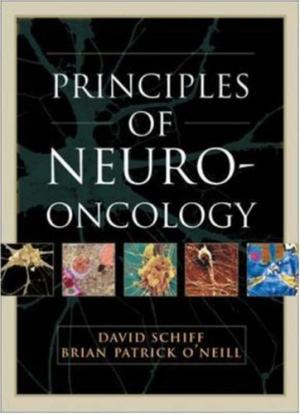 PRINCIPLES
OF
NEURO-
ONCOLOGY
DAVID SCHIFF
BRIAN PATRICK O'NEILL